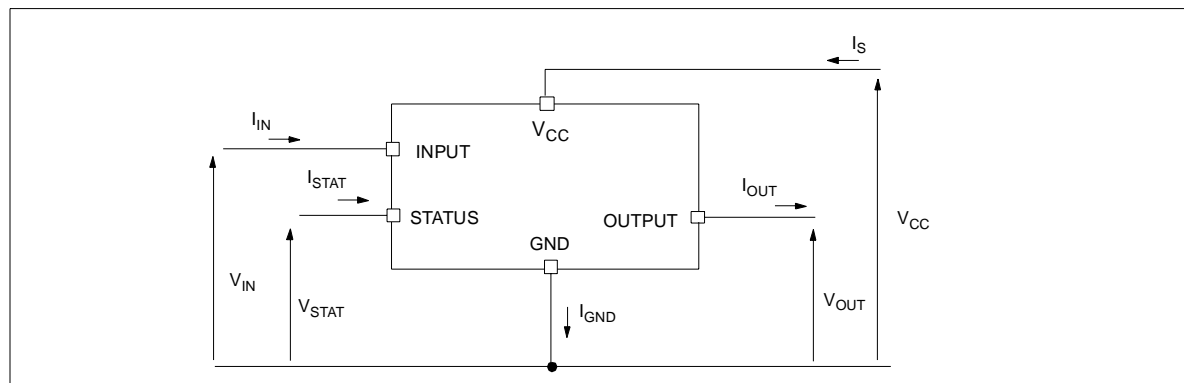 I_S
V_CC
I_IN
INPUT
I_STAT
STATUS
OUTPUT
I_OUT
V_CC
GND
V_IN
V_STAT
I_GND
V_OUT